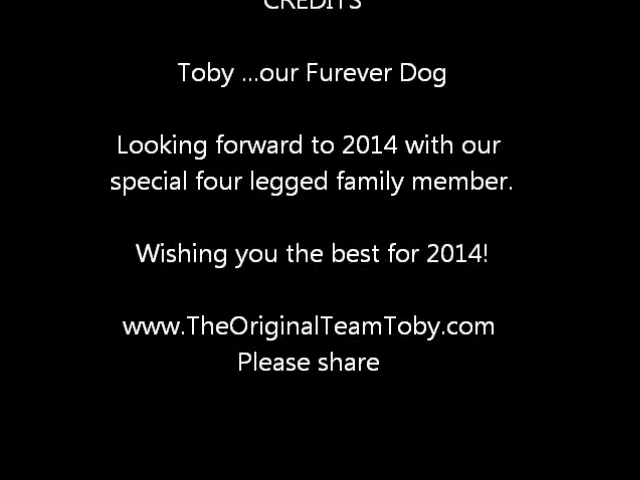 CREDITS
Toby ...our Furever Dog
Looking forward to 2014 with our
special four legged family member.
Wishing you the best for 2014!
www.TheOriginalTeamToby.com
Please share